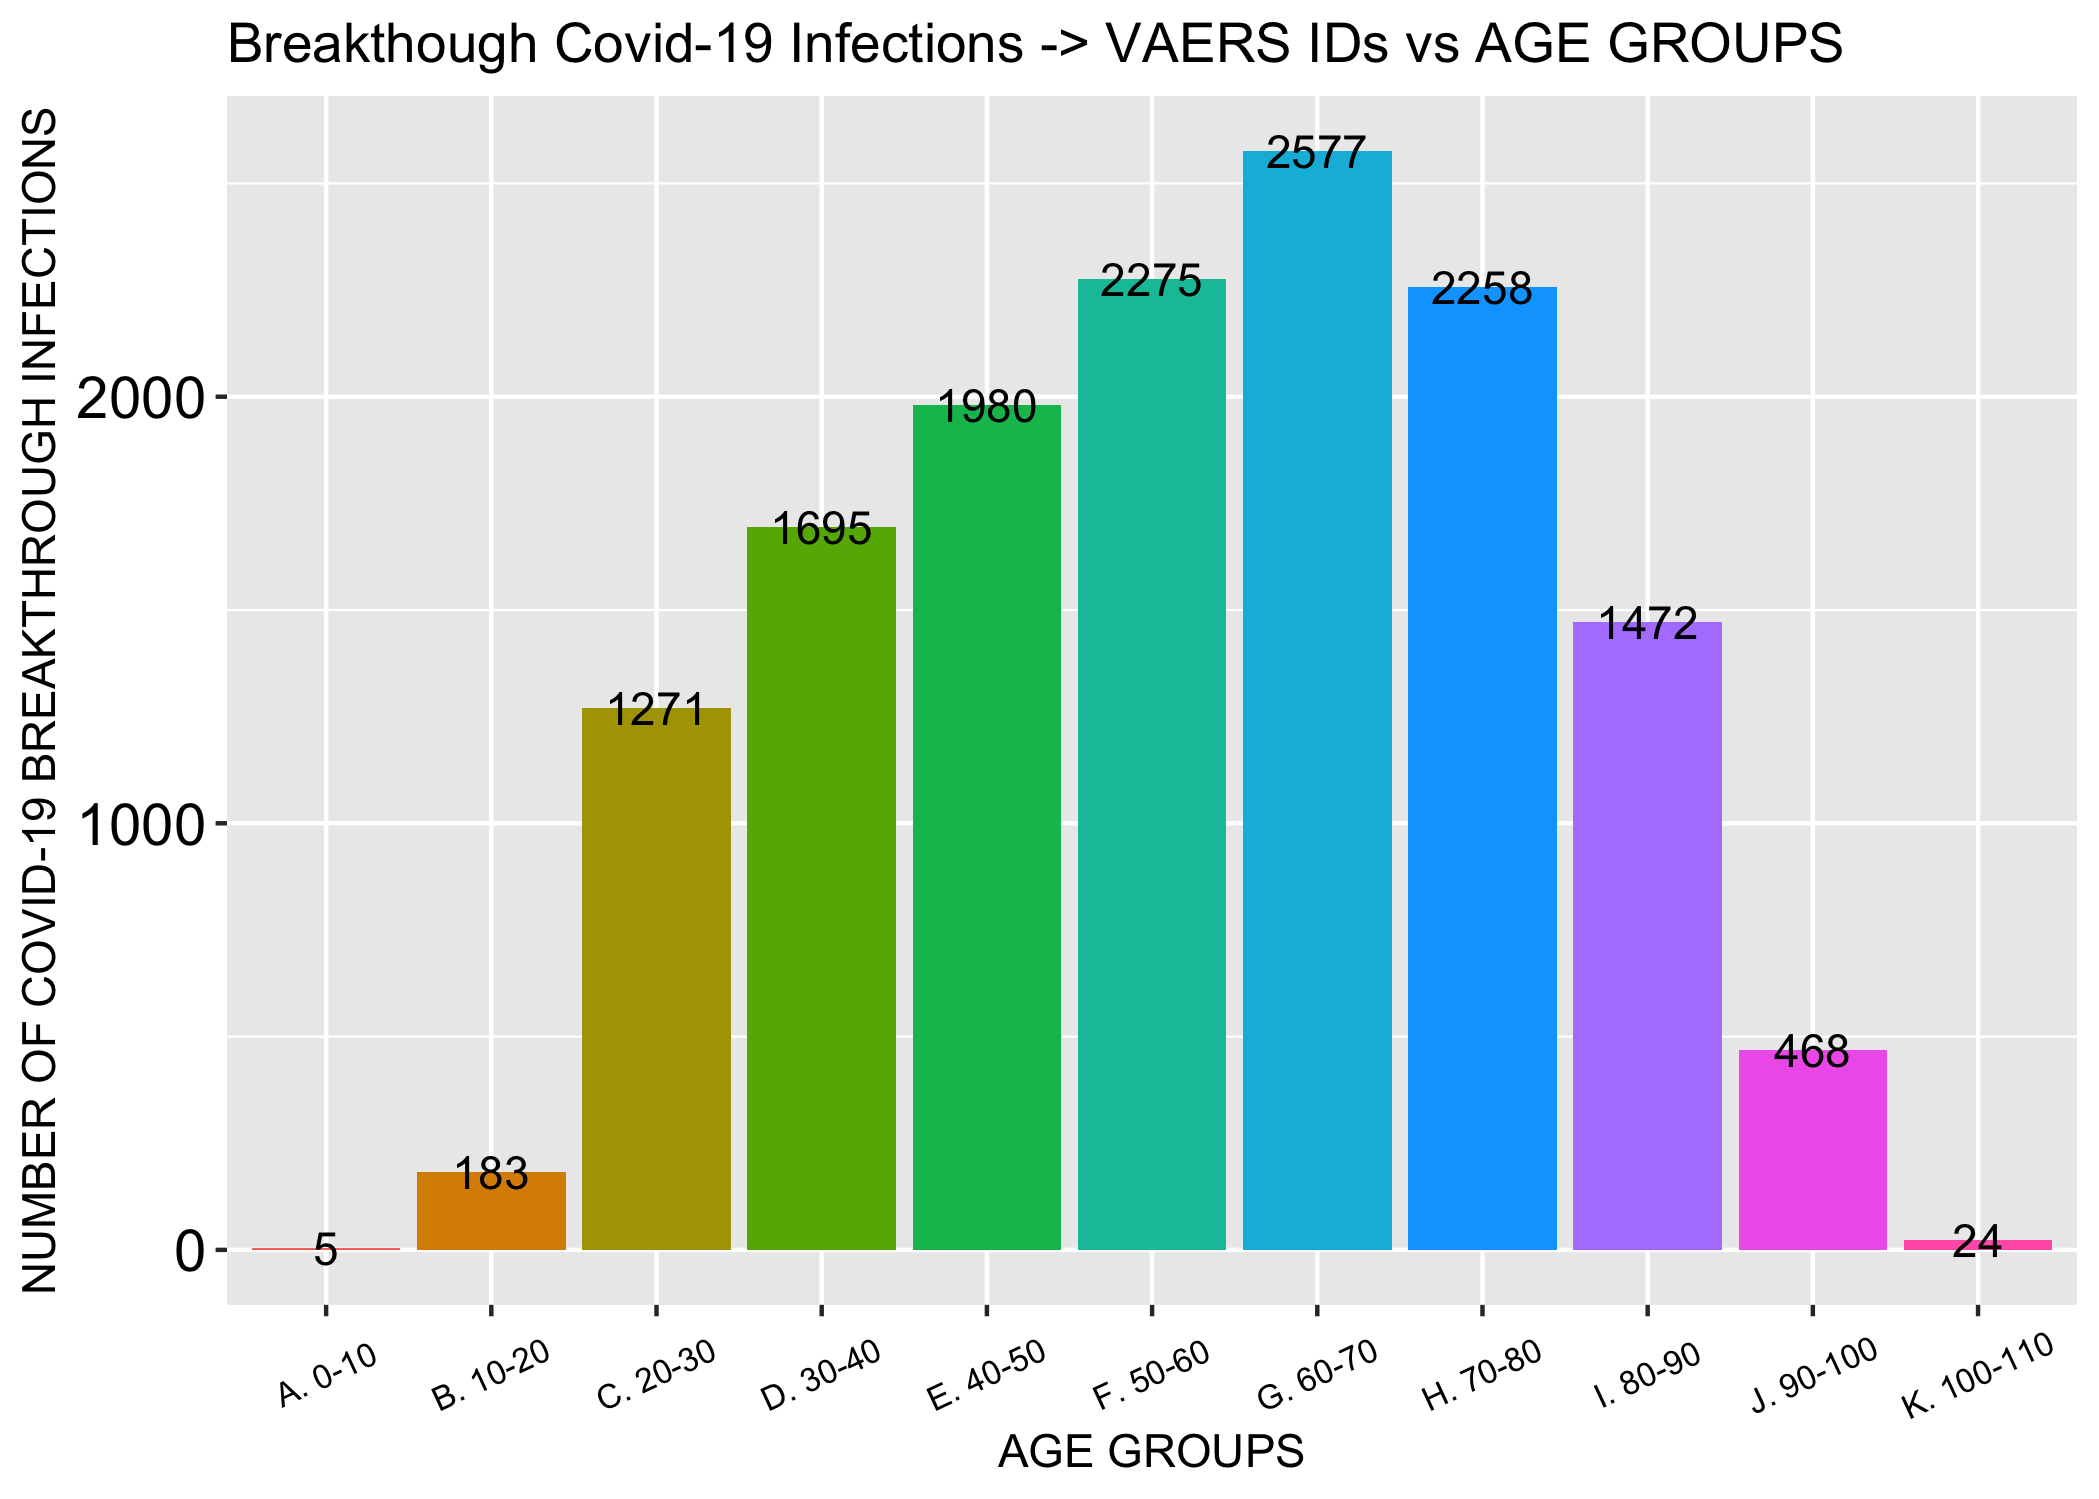 Breakthough Covid-19 Infections -> VAERS IDs vs AGE GROUPS
NUMBER OF COVID-19 BREAKTHROUGH INFECTIONS
2000
1000
0
5
183
1271
1695
1980
2275
2577
2258
1472
468
24
A. 0-10
B. 10-20
C. 20-30
D. 30-40
E. 40-50
F. 50-60
G. 60-70
H. 70-80
I. 80-90
J. 90-100
K. 100-110
AGE GROUPS